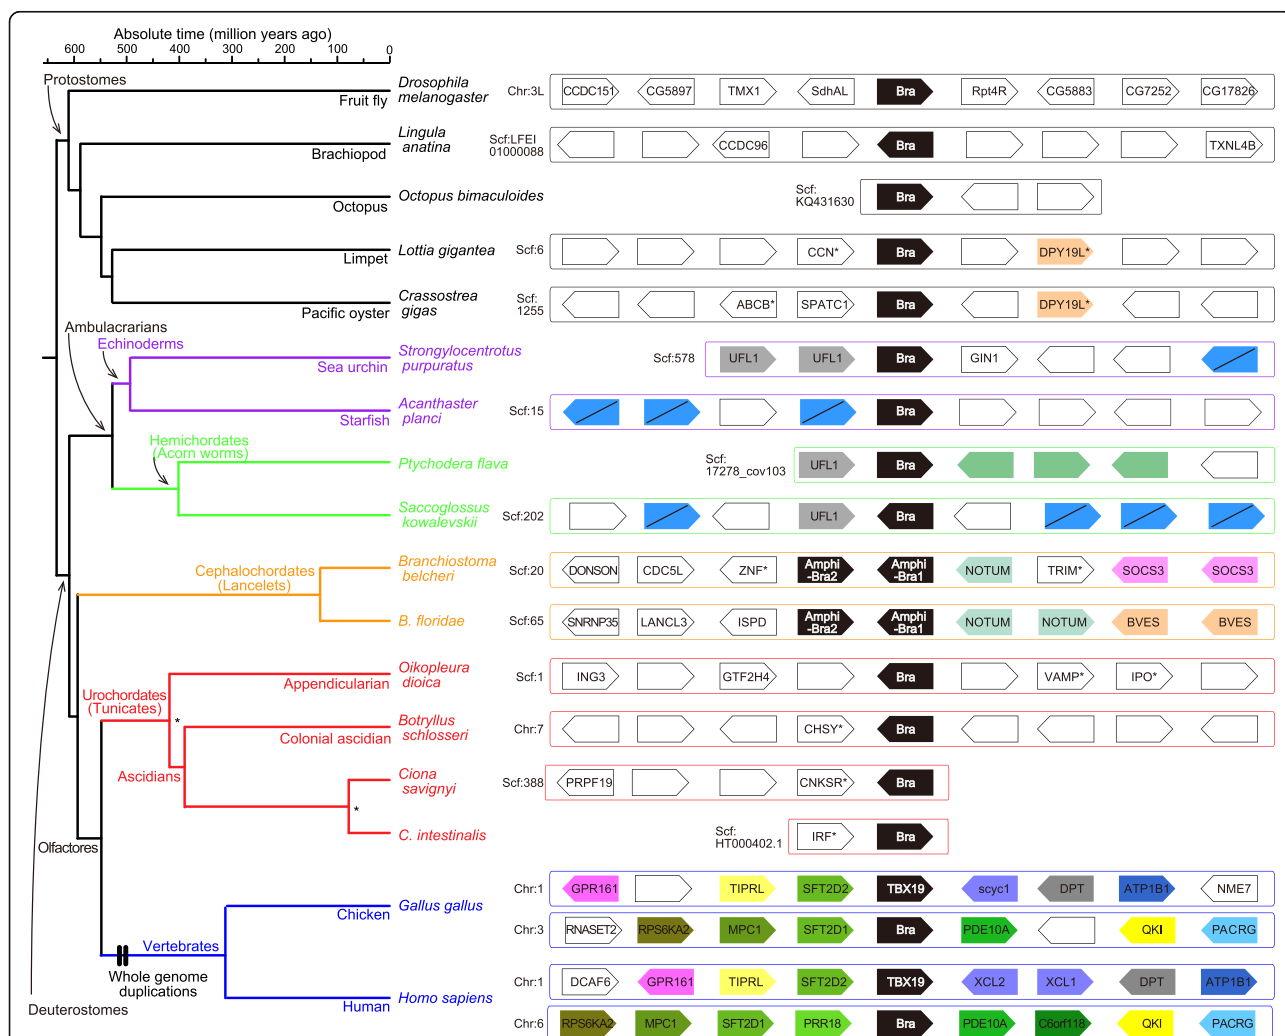 Absolute time (million years ago)
600 500 400 300 200 100 0
Protostomes
Drosophila
melanogaster
Fruit fly
Chr:3L
CCDC151 CG5897 TMX1 SdhAL Bra Rpt4R CG5883 CG7252 CG17826
Lingula
anatina
Brachiopod
Scf:LFEI
01000088
CCDC96 Bra TXNL4B
Octopus bimaculoides
Octopus
Scf:
KQ431630
Bra
Lottia gigantea
Limpet
Scf:6
CCN* Bra DPY19L*
Crassostrea
gigas
Pacific oyster
Scf:
1255
ABCB* SPATC1 Bra DPY19L*
Ambulacrarians
Echinoderms
Strongylocentrotus
purpuratus
Sea urchin
Scf:578
UFL1 UFL1 Bra GIN1
Acanthaster
planci
Starfish
Scf:15
Bra
Hemichordates
(Acorn worms)
Ptychodera flava
Scf:
17278_cov103
UFL1 Bra
Saccoglossus
kowalevskii
Scf:202
UFL1 Bra
Cephalochordates
(Lancelets)
Branchiostoma
belcheri
Scf:20
DONSON CDC5L ZNF* Amphi
-Bra2 Amphi
-Bra1 NOTUM TRIM* SOCS3 SOCS3
B. floridae
Scf:65
SNRNP35 LANCL3 ISPD Amphi
-Bra2 Amphi
-Bra1 NOTUM NOTUM BVES BVES
Urochordates
(Tunicates)
*
Oikopleura
dioica
Appendicularian
Scf:1
ING3 GTF2H4 Bra VAMP* IPO*
Botryllus
schlosseri
Colonial ascidian
Chr:7
CHSY* Bra
Ascidians
Ciona
savignyi
Scf:388
PRPF19 CNKSR* Bra
*
C. intestinalis
Scf:
HT000402.1
IRF* Bra
Olfactores
Chr:1
GPR161 TIPRL SFT2D2 TBX19 scyc1 DPT ATP1B1 NME7
Gallus gallus
Chicken
Chr:3
RNASET2 RPS6KA2 MPC1 SFT2D1 Bra PDE10A QKI PACRG
Vertebrates
Whole genome
duplications
Chr:1
DCAF6 GPR161 TIPRL SFT2D2 TBX19 XCL2 XCL1 DPT ATP1B1
Homo sapiens
Human
Deuterostomes
Chr:6
RPS6KA2 MPC1 SFT2D1 PRR18 Bra PDE10A C6orf118 QKI PACRG